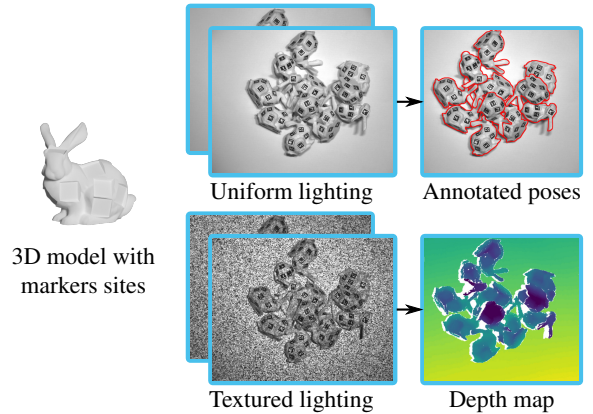 Uniform lighting
Annotated poses
3D model with
markers sites
Textured lighting
Depth map